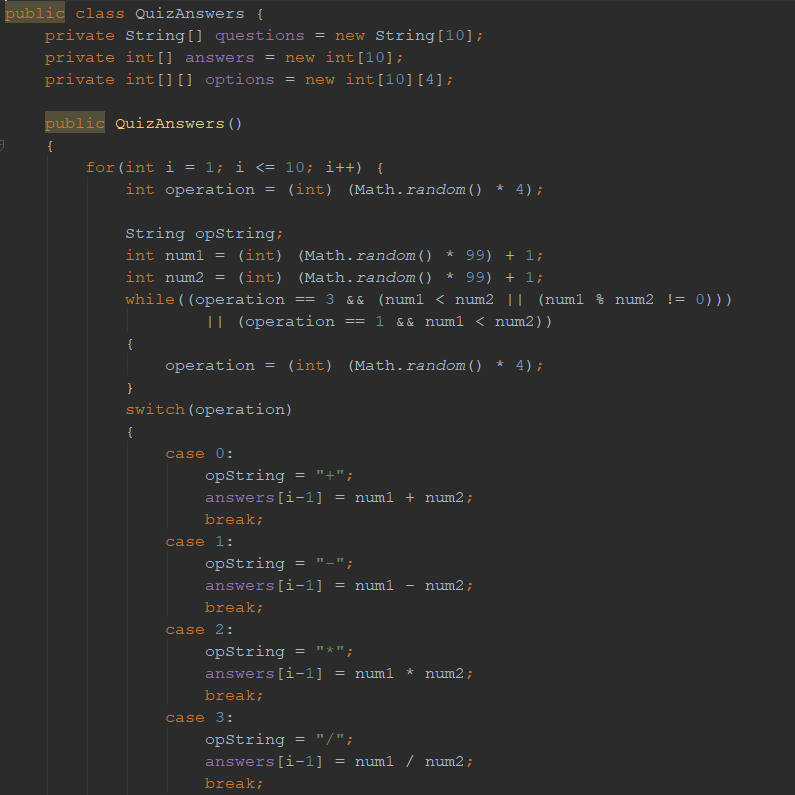 public class QuizAnswers {
    private String[] questions = new String[10];
    private int[] answers = new int[10];
    private int[][] options = new int[10][4];

    public QuizAnswers()
    {
        for(int i = 1; i <= 10; i++) {
            int operation = (int) (Math.random() * 4);

            String opString;
            int num1 = (int) (Math.random() * 99) + 1;
            int num2 = (int) (Math.random() * 99) + 1;
            while((operation == 3 && (num1 < num2 || (num1 % num2 != 0)))
                    || (operation == 1 && num1 < num2))
            {
                operation = (int) (Math.random() * 4);
            }
            switch(operation)
            {
                case 0:
                    opString = "+";
                    answers[i-1] = num1 + num2;
                    break;
                case 1:
                    opString = "-";
                    answers[i-1] = num1 - num2;
                    break;
                case 2:
                    opString = "*";
                    answers[i-1] = num1 * num2;
                    break;
                case 3:
                    opString = "/";
                    answers[i-1] = num1 / num2;
                    break;